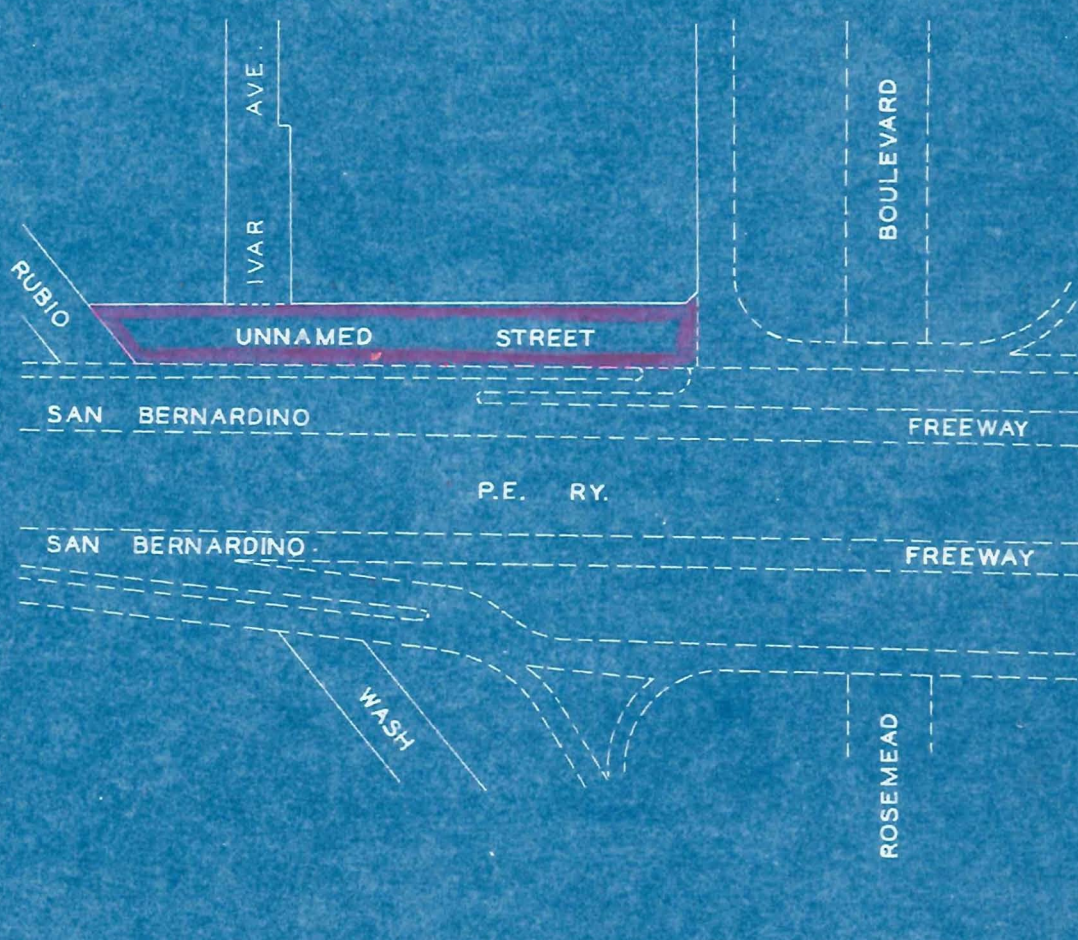 IVAR AVE.
BOULEVARD
RUBIO
UNNAMED STREET
SAN BERNARDINO FREEWAY
P.E. RY.
SAN BERNARDINO FREEWAY
WASH
ROSEMEAD